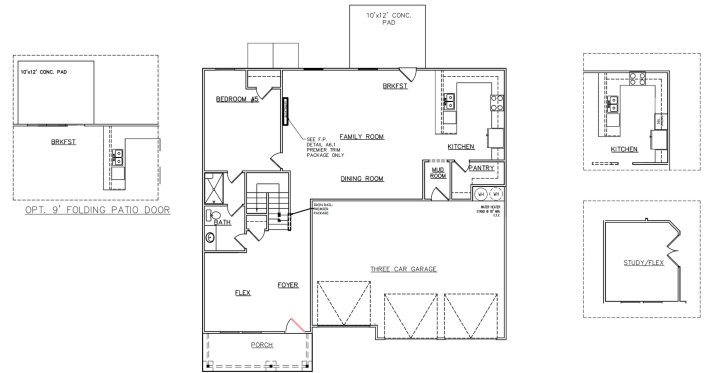 10'x12' CONC.
PAD
10'x12' CONC. PAD
BRKFST
OPT. 9' FOLDING PATIO DOOR
BEDROOM #5
BRKFST
SEE F.P.
DETAIL A6.1
PREMIER TRIM
PACKAGE ONLY
FAMILY ROOM
KITCHEN
DINING ROOM
MUD
ROOM
PANTRY
WH
WH
BATH
THREE CAR GARAGE
FLEX
FOYER
PORCH
KITCHEN
STUDY/FLEX